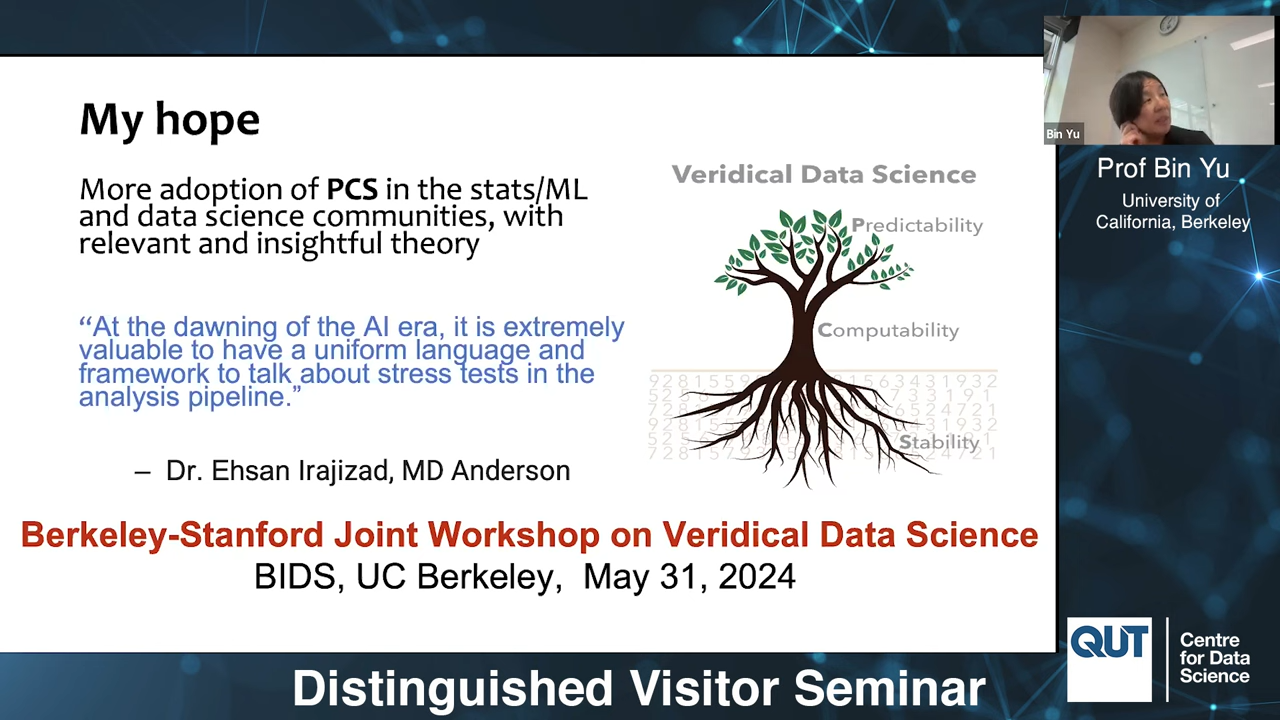 My hope
More adoption of PCS in the stats/ML
and data science communities, with
relevant and insightful theory
“At the dawning of the AI era, it is extremely
valuable to have a uniform language and
framework to talk about stress tests in the
analysis pipeline.”
– Dr. Ehsan Irajizad, MD Anderson
Veridical Data Science
Predictability
Computability
Stability
Berkeley-Stanford Joint Workshop on Veridical Data Science
BIDS, UC Berkeley, May 31, 2024
Bin Yu
Prof Bin Yu
University of
California, Berkeley
QUT
Centre
for Data
Science
Distinguished Visitor Seminar